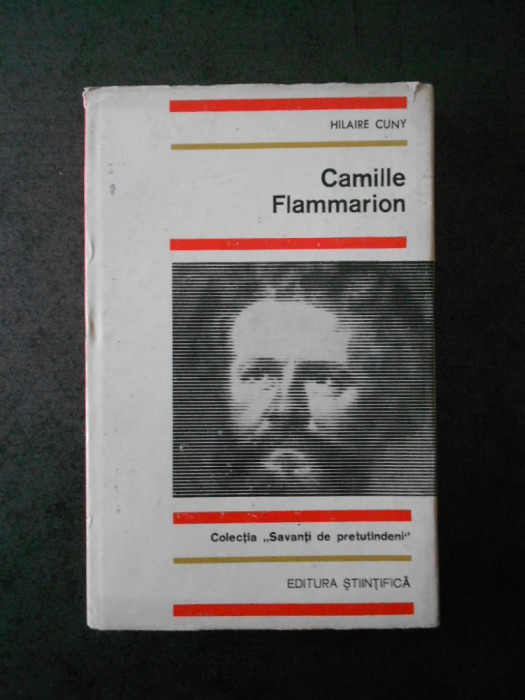 HILAIRE CUNY
Camille
Flammarion
Colecția „Savanți de pretutindeni“
EDITURA ȘTIINȚIFICĂ